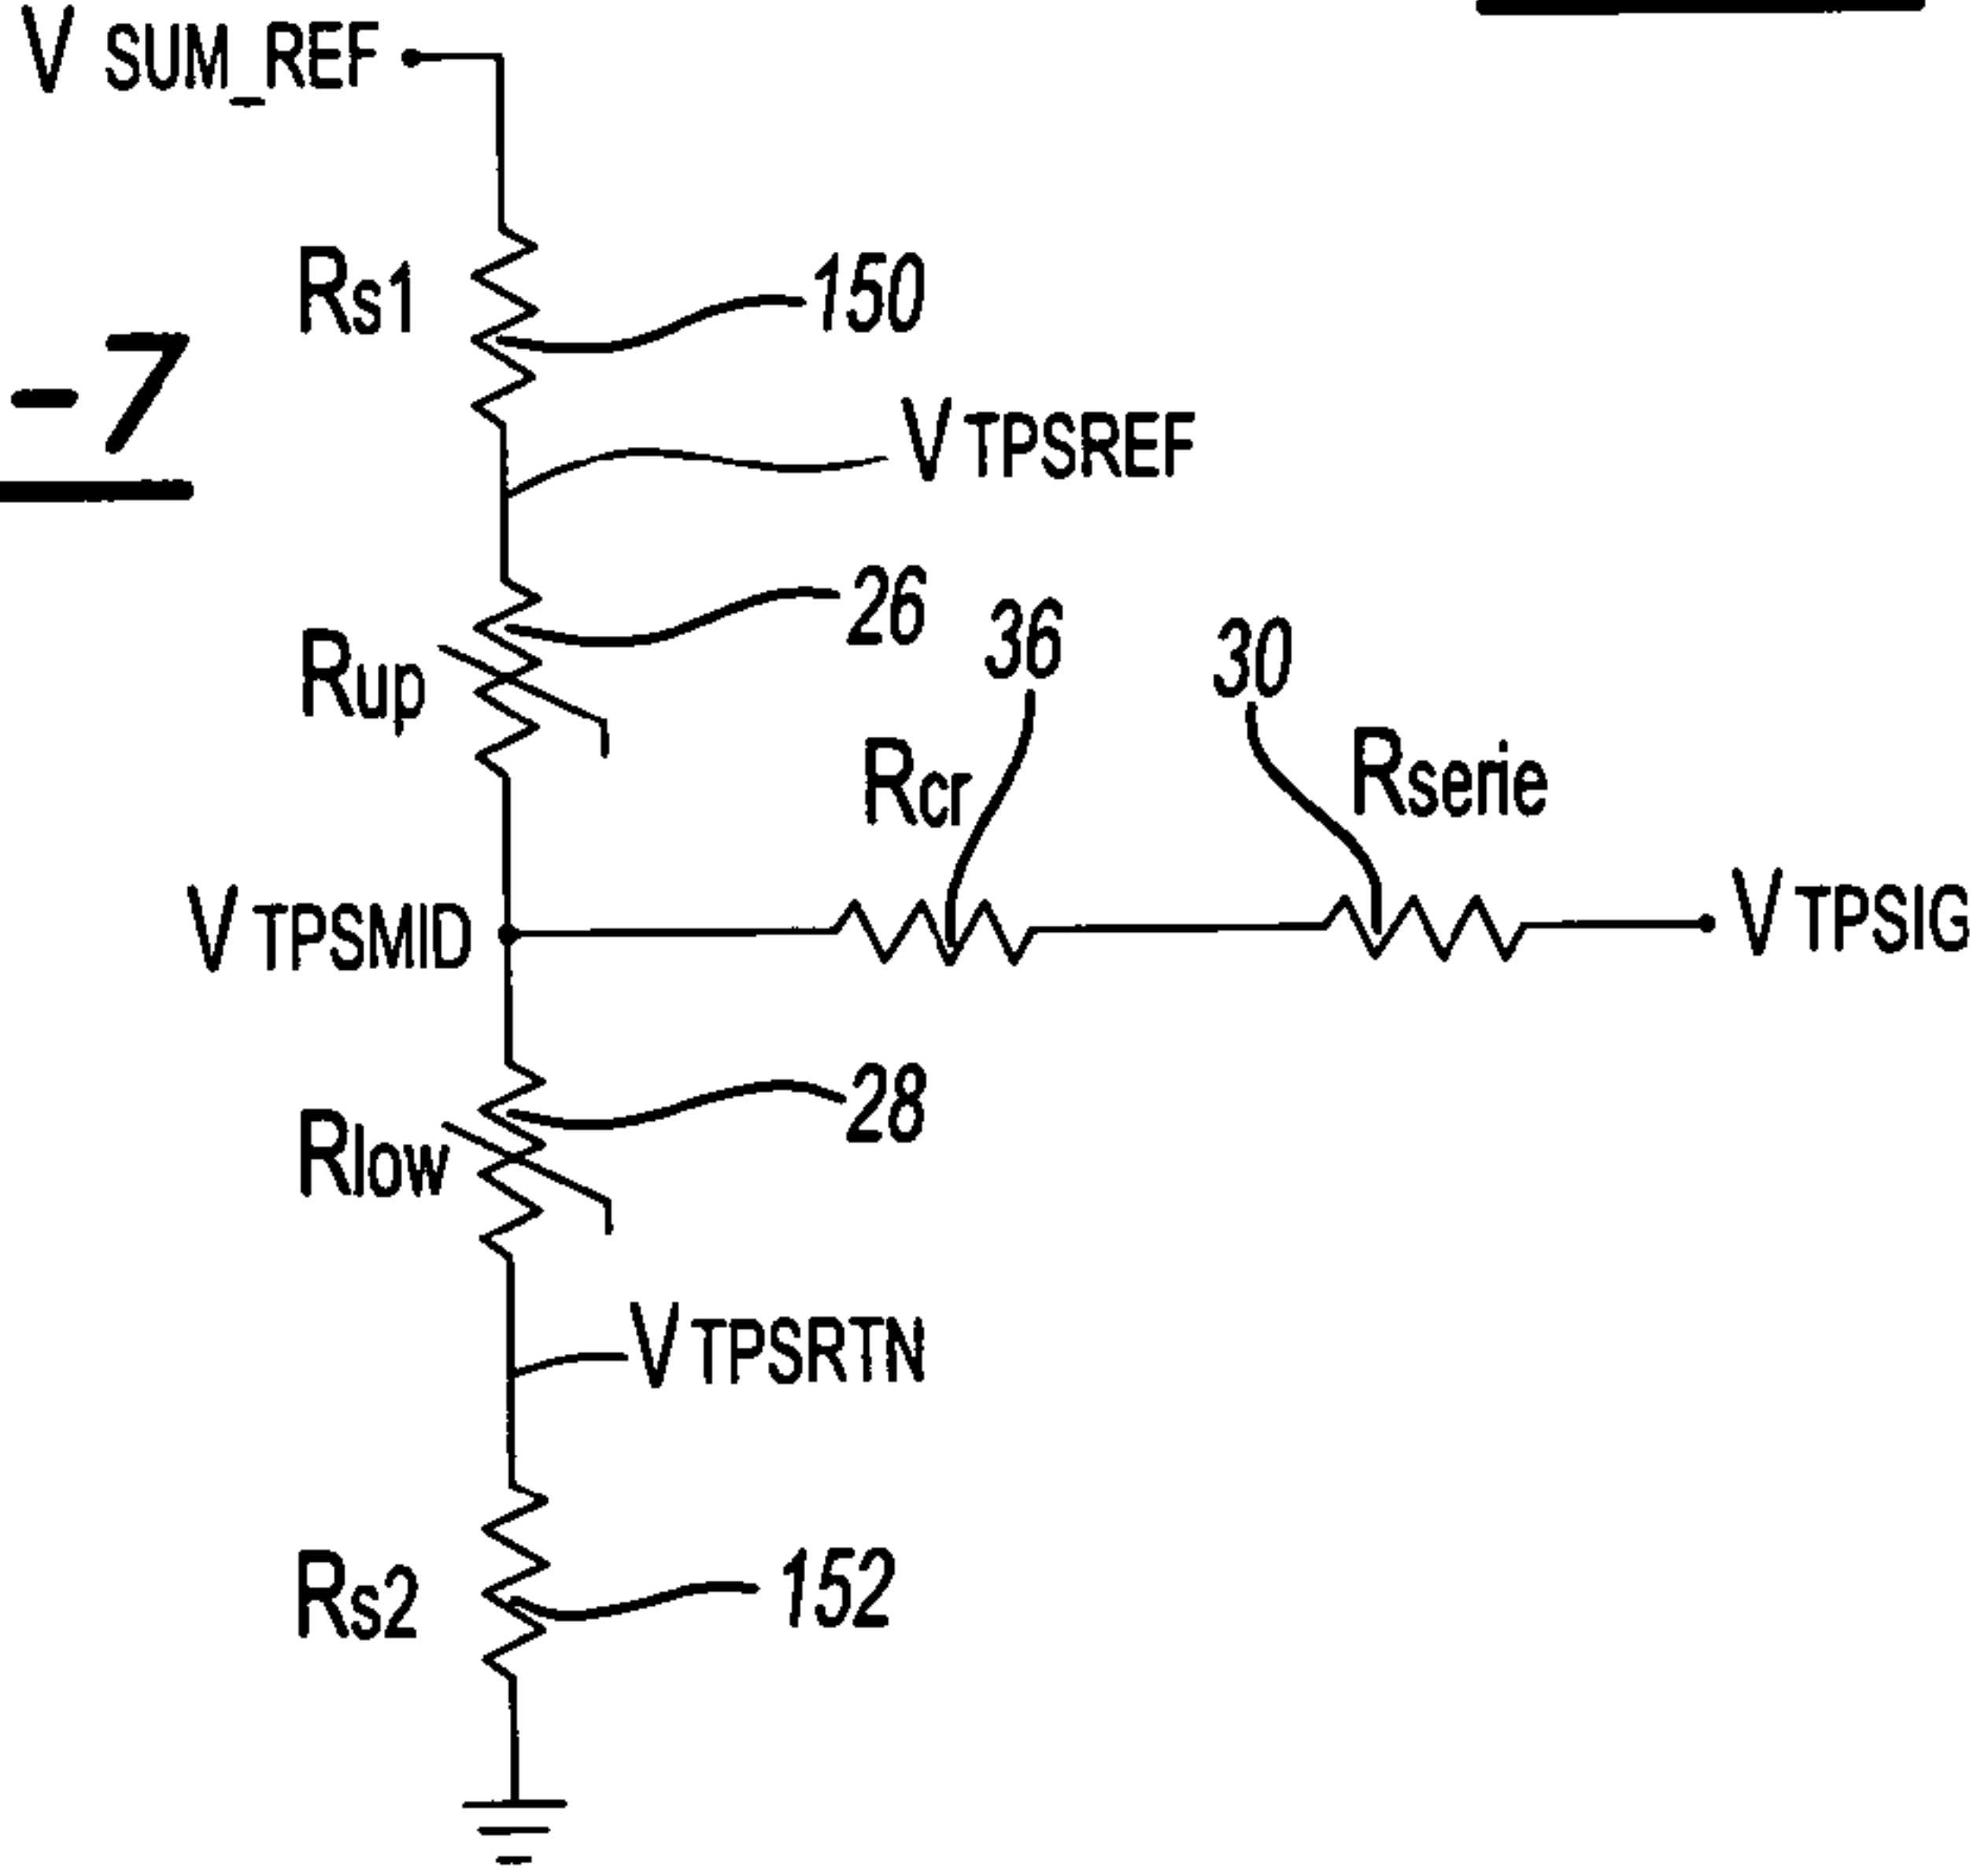 V SUM_REF
Rs1
150
-7
V TPSREF
26
36
30
Rup
Rcr
Rserie
V TPSMID
V TPSIG
28
Rlow
V TPSRTN
Rs2
152